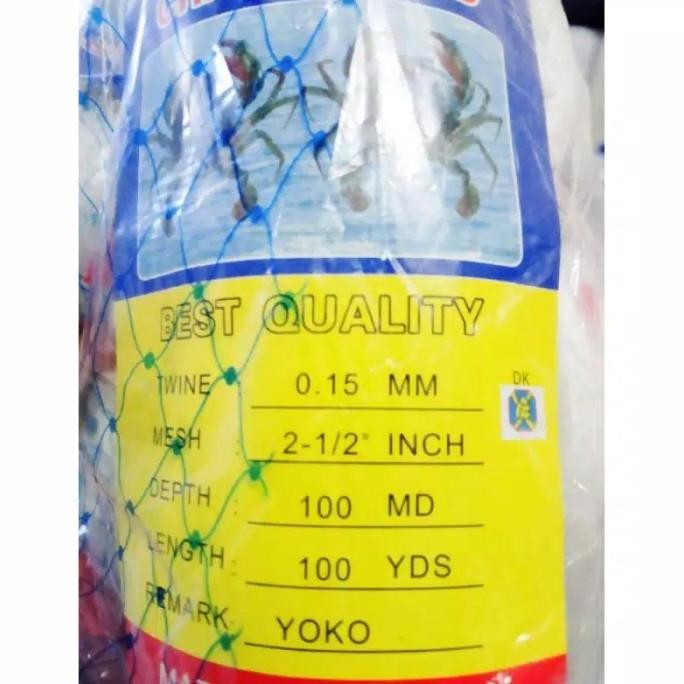 BEST QUALITY
TWINE 0.15 MM
DK
MESH : 2-1/2" INCH
DEPTH : 100 MD
LENGTH : 100 YDS
REMARK : YOKO